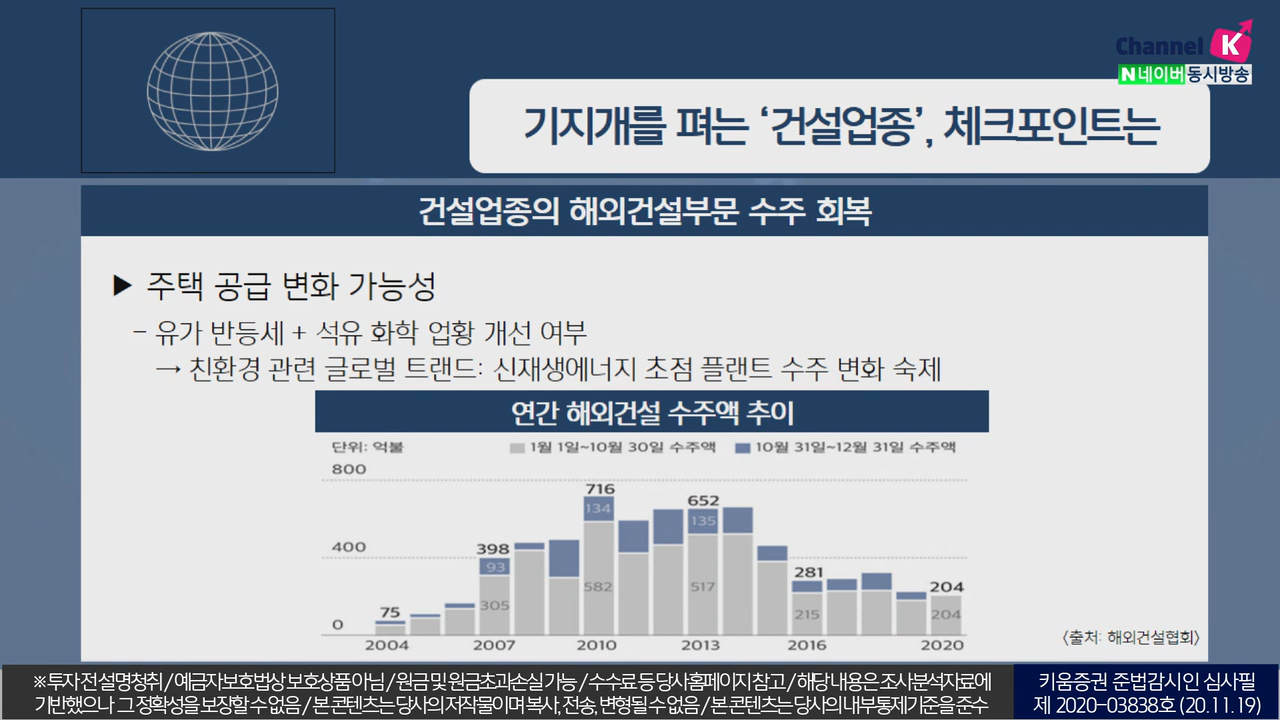 Channel K
N 네이버 동시방송
기지개를 펴는 ‘건설업종’, 체크포인트는
건설업종의 해외건설부문 수주 회복
▶ 주택 공급 변화 가능성
– 유가 반등세 + 석유 화학 업황 개선 여부
→ 친환경 관련 글로벌 트랜드: 신재생에너지 초점 플랜트 수주 변화 숙제
연간 해외건설 수주액 추이
단위: 억불
1월 1일~10월 30일 수주액
10월 31일~12월 31일 수주액
800
400
0
75
398
93
305
716
134
582
652
135
517
281
215
204
204
2004
2007
2010
2013
2016
2020
<출처: 해외건설협회>
※ 투자 전 설명청취 / 예금자보호법상 보호상품 아님 / 원금 및 원금초과손실 가능 / 수수료 등 당사홈페이지 참고 / 해당 내용은 조사분석자료에
기반했으나 그 정확성을 보장할 수 없음 / 본 콘텐츠는 당사의 저작물이며 복사, 전송, 변형될 수 없음 / 본 콘텐츠는 당사의 내부통제기준을 준수
키움증권 준법감시인 심사필
제 2020-03838호 (20.11.19)